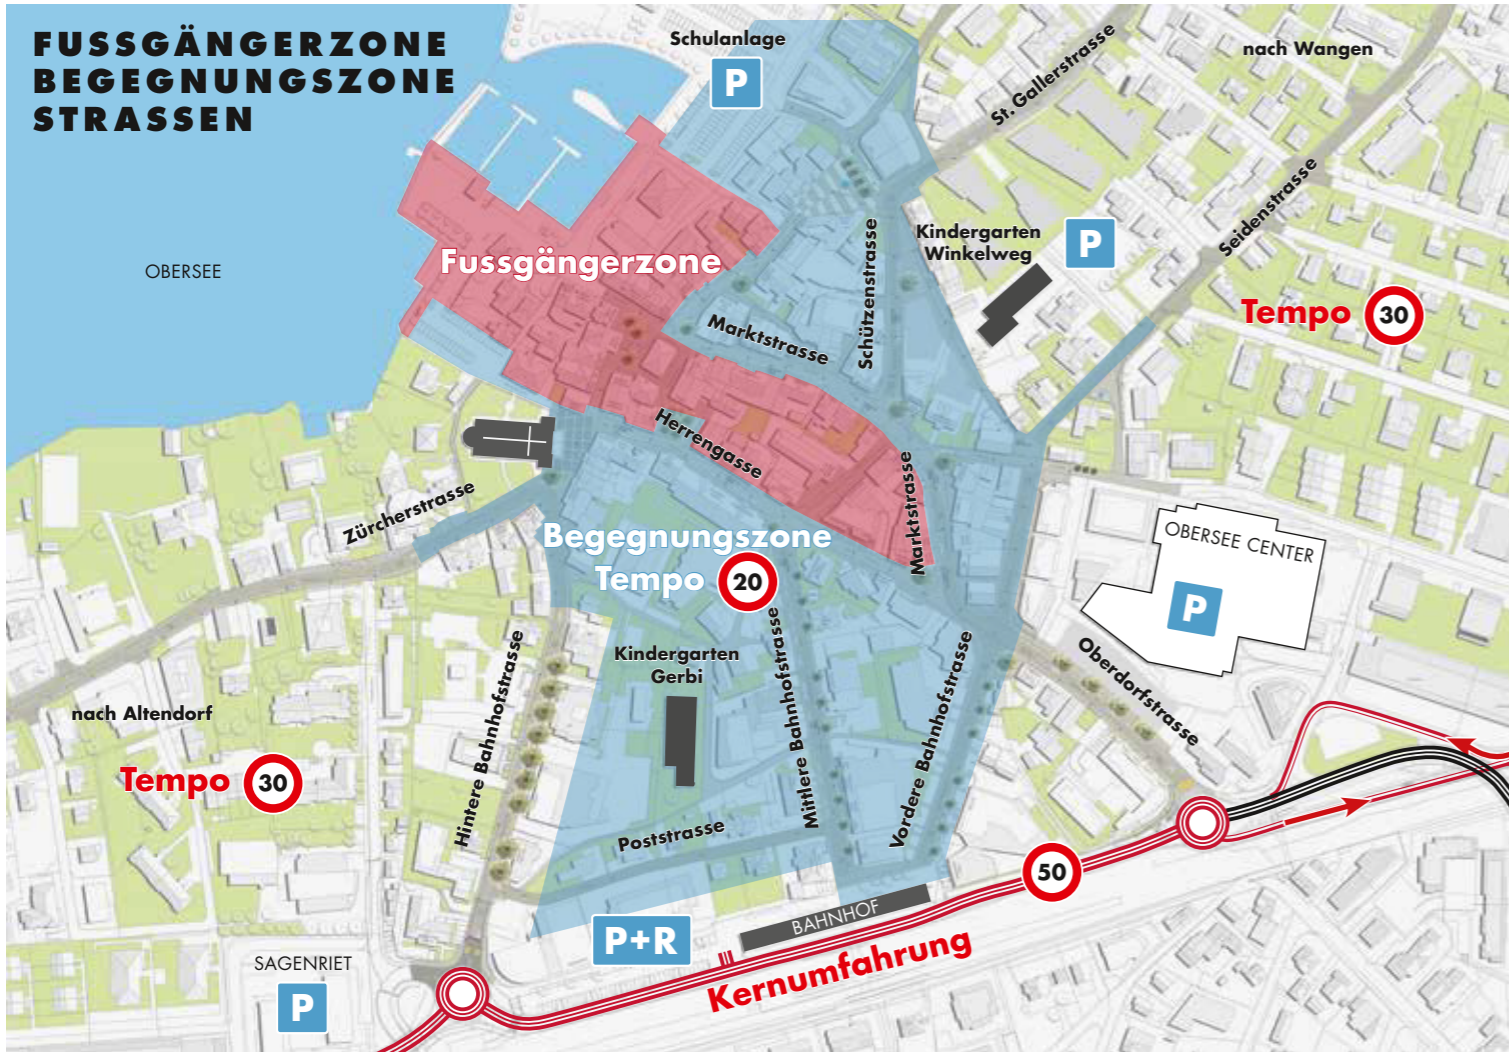 FUSSGÄNGERZONE
BEGEGNUNGSZONE
STRASSEN
Schulanlage
P
St. Gallerstrasse
nach Wangen
Seidenstrasse
Kindergarten
Winkelweg
P
OBERSEE
Fussgängerzone
Schützenstrasse
Marktstrasse
Tempo 30
Herrengasse
Marktstrasse
Zürcherstrasse
Begegnungszone
Tempo 20
OBERSEE CENTER
P
Kindergarten
Gerbi
Mittlere Bahnhofstrasse
Vordere Bahnhofstrasse
Oberdorfstrasse
Hintere Bahnhofstrasse
nach Altendorf
Tempo 30
Poststrasse
50
BAHNHOF
P+R
Kernumfahrung
SAGENRIET
P